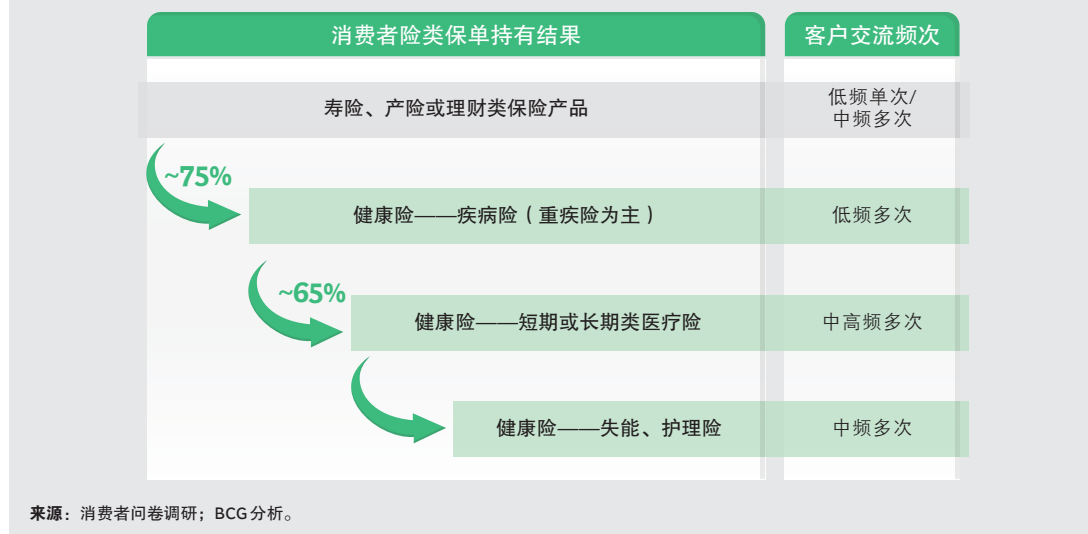 消费者险类保单持有结果
客户交流频次
寿险、产险或理财类保险产品
低频单次/
中频多次
~75%
健康险——疾病险（重疾险为主）
低频多次
~65%
健康险——短期或长期类医疗险
中高频多次
健康险——失能、护理险
中频多次
来源：消费者问卷调研；BCG分析。